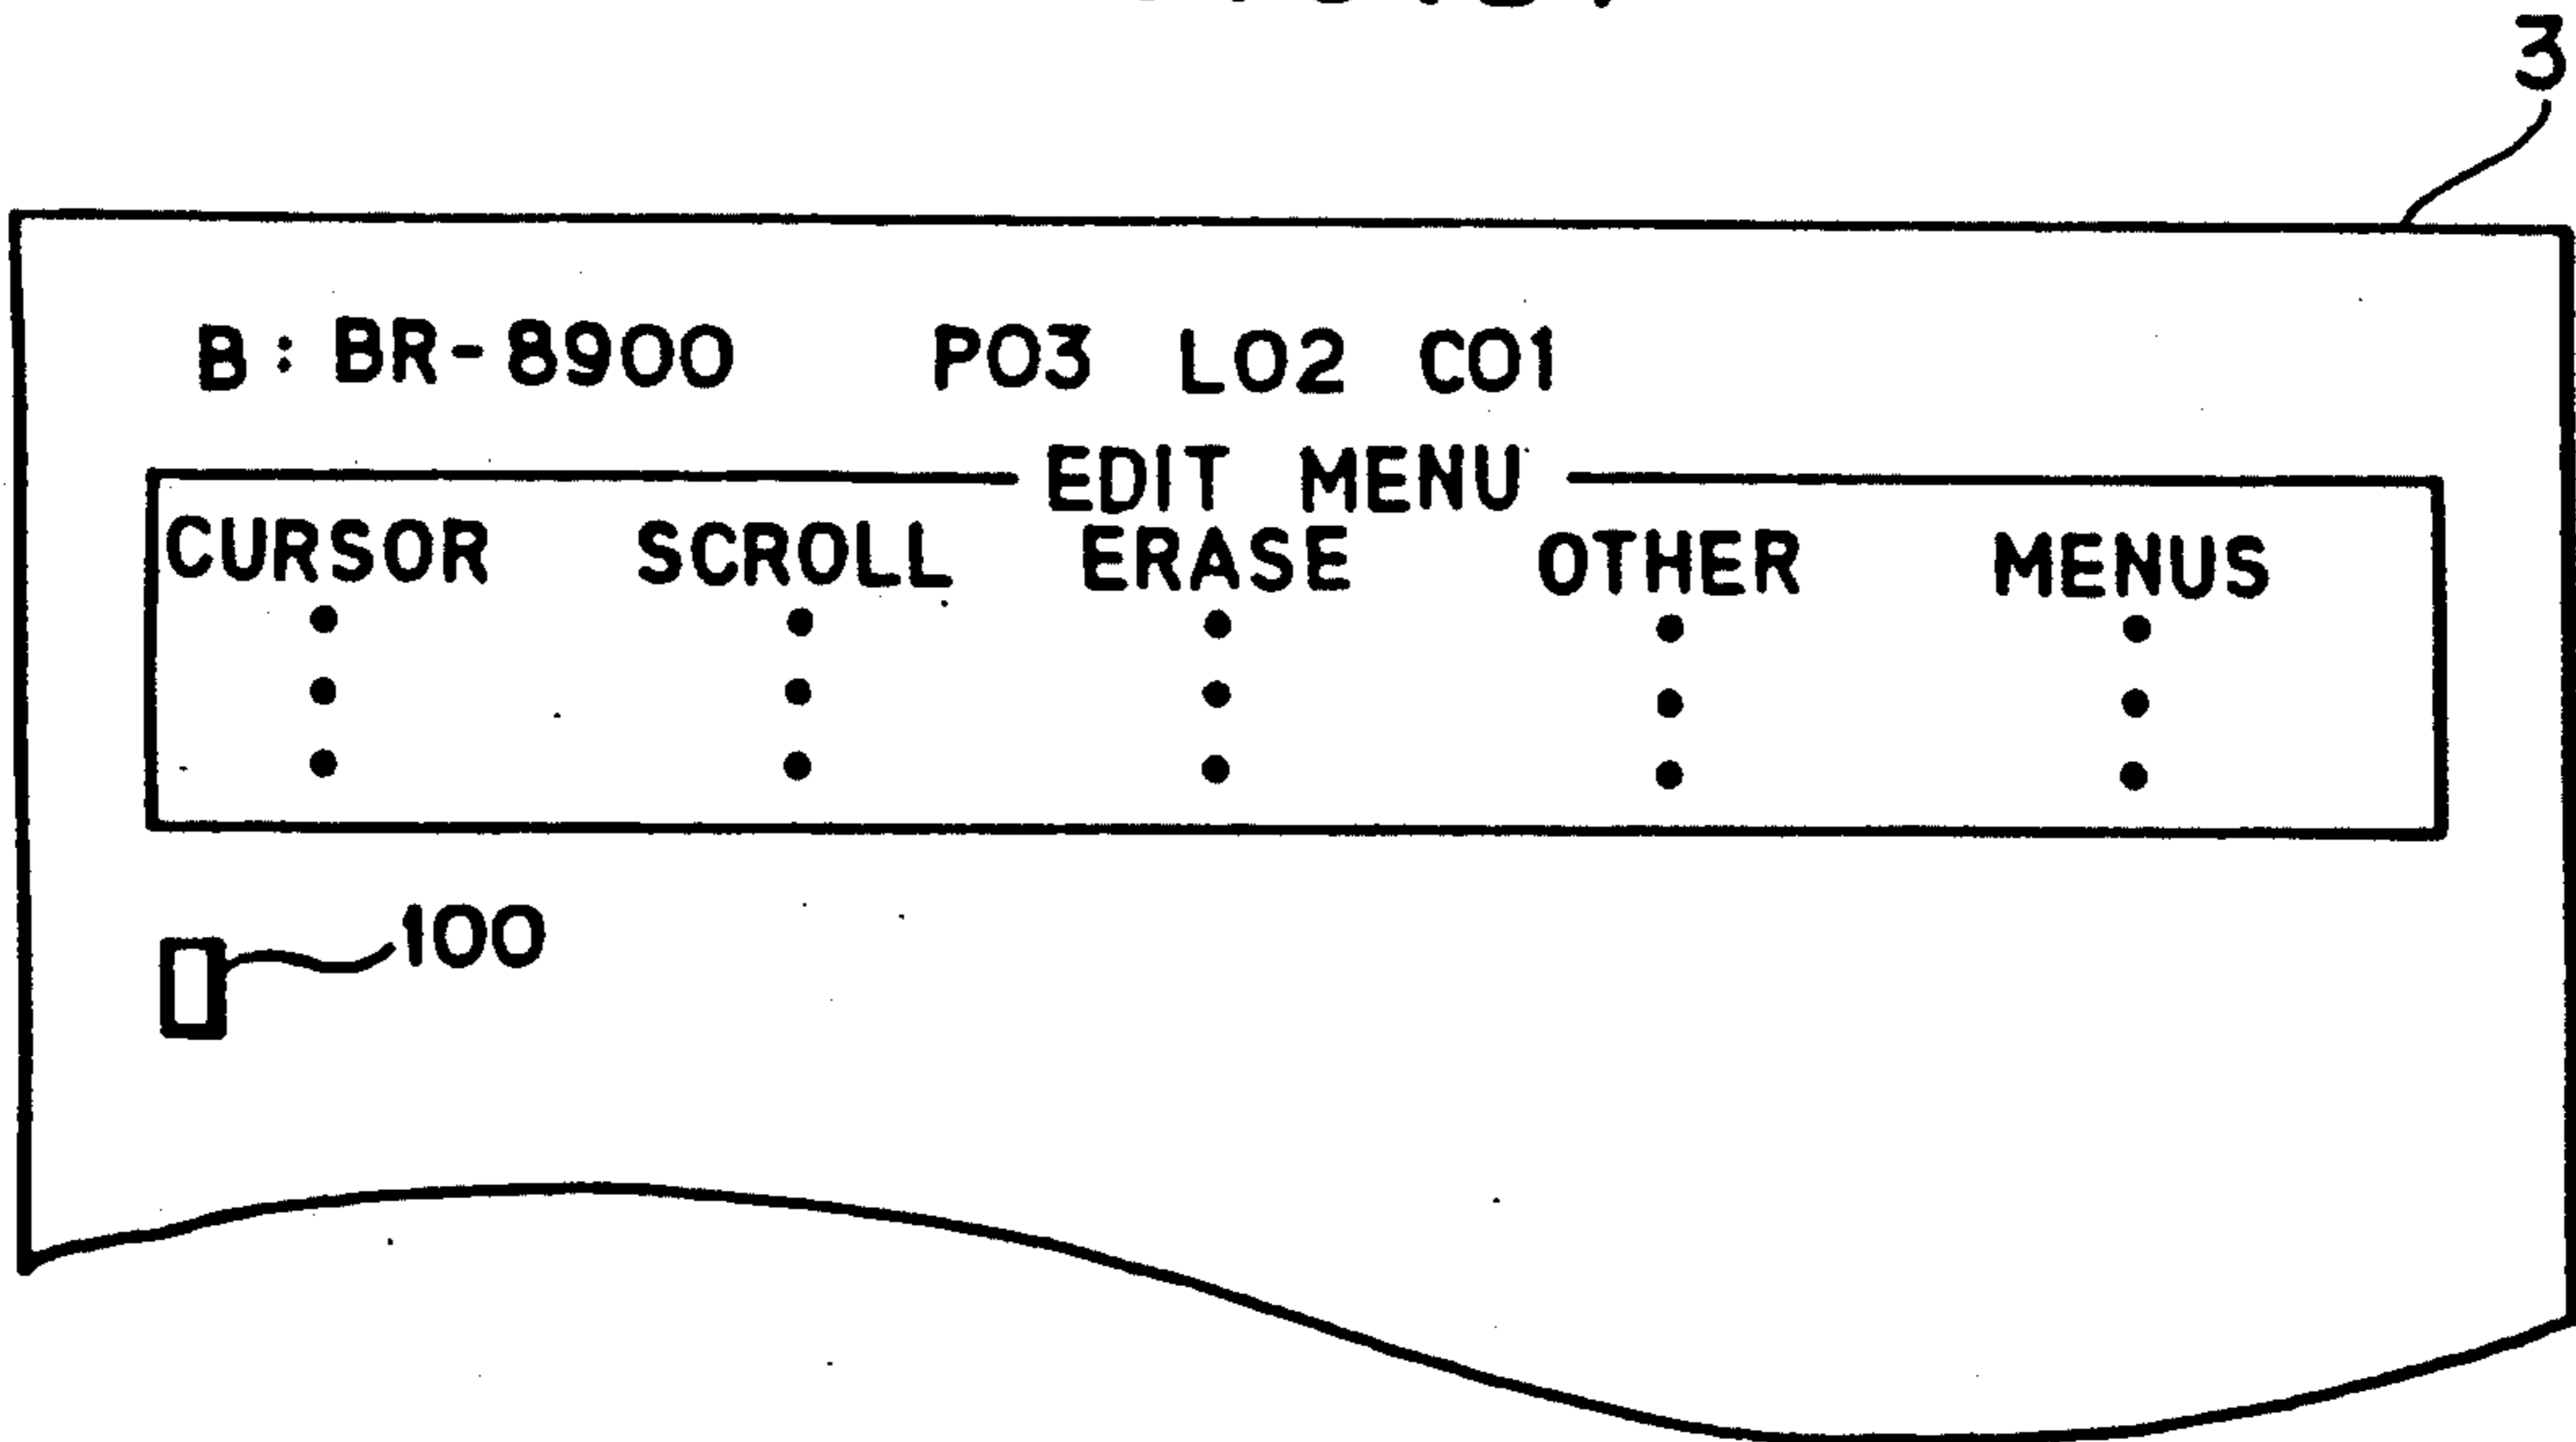 3
B : BR-8900 P03 L02 C01
EDIT MENU
CURSOR SCROLL ERASE OTHER MENUS
100